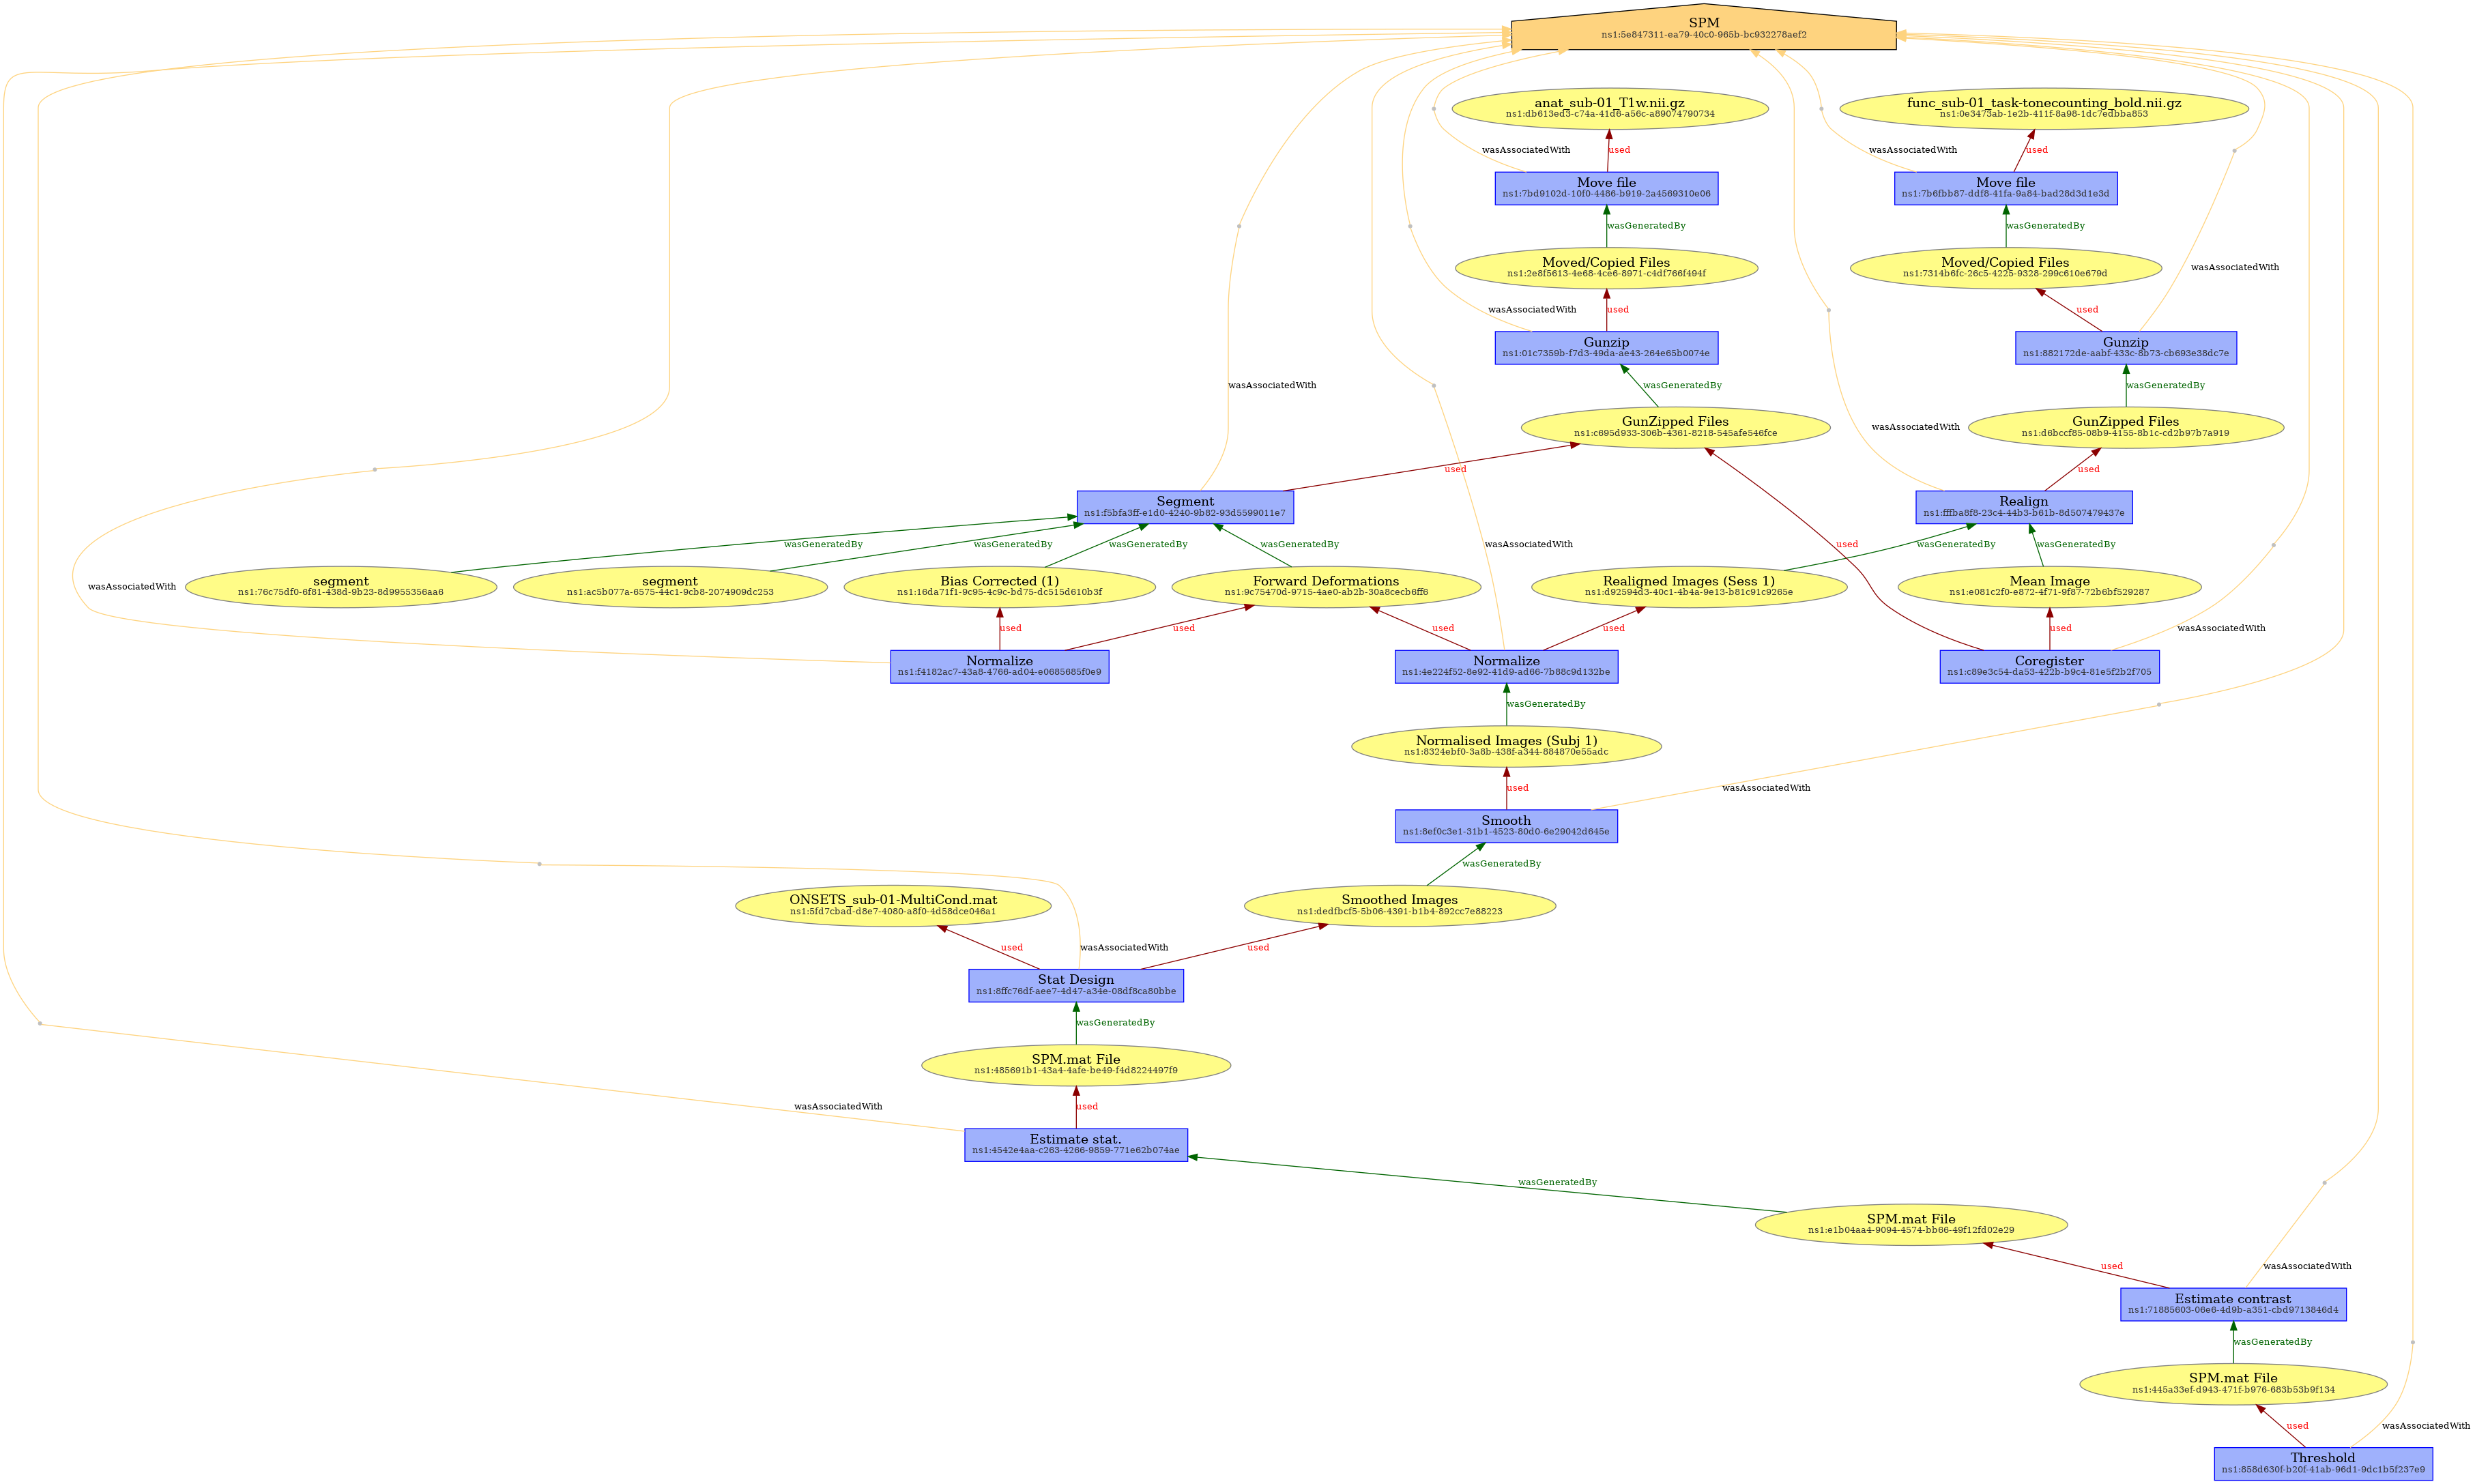 SPM
ns1:5e847311-ea79-40c0-965b-bc932278aef2
anat_sub-01_T1w.nii.gz
ns1:db613ed3-c74a-41d6-a56c-a89074790734
func_sub-01_task-tonecounting_bold.nii.gz
ns1:0e3473ab-1e2b-411f-8a98-1dc7edbba853
wasAssociatedWith
used
wasAssociatedWith
used
Move file
ns1:7bd9102d-10f0-4486-b919-2a4569310e06
Move file
ns1:7b6fbb87-ddf8-41fa-9a84-bad28d3d1e3d
wasGeneratedBy
wasGeneratedBy
Moved/Copied Files
ns1:2e8f5613-4e68-4ce6-8971-c4df766f494f
Moved/Copied Files
ns1:7314b6fc-26c5-4225-9328-299c610e679d
wasAssociatedWith
wasAssociatedWith
used
used
Gunzip
ns1:01c7359b-f7d3-49da-ae43-264e65b0074e
Gunzip
ns1:882172de-aabf-433c-8b73-cb693e38dc7e
wasAssociatedWith
wasGeneratedBy
wasGeneratedBy
GunZipped Files
ns1:c695d933-306b-4361-8218-545afe546fce
wasAssociatedWith
GunZipped Files
ns1:d6bccf85-08b9-4155-8b1c-cd2b97b7a919
used
used
Segment
ns1:f5bfa3ff-e1d0-4240-9b82-93d5599011e7
Realign
ns1:fffba8f8-23c4-44b3-b61b-8d507479437e
wasGeneratedBy
wasGeneratedBy
wasGeneratedBy
wasGeneratedBy
wasAssociatedWith
used
wasGeneratedBy
wasGeneratedBy
wasAssociatedWith
segment
ns1:76c75df0-6f81-438d-9b23-8d9955356aa6
segment
ns1:ac5b077a-6575-44c1-9cb8-2074909dc253
Bias Corrected (1)
ns1:16da71f1-9c95-4c9c-bd75-dc515d610b3f
Forward Deformations
ns1:9c75470d-9715-4ae0-ab2b-30a8cecb6ff6
Realigned Images (Sess 1)
ns1:d92594d3-40c1-4b4a-9e13-b81c91c9265e
Mean Image
ns1:e081c2f0-e872-4f71-9f87-72b6bf529287
used
used
used
used
used
wasAssociatedWith
Normalize
ns1:f4182ac7-43a8-4766-ad04-e0685685f0e9
Normalize
ns1:4e224f52-8e92-41d9-ad66-7b88c9d132be
Coregister
ns1:c89e3c54-da53-422b-b9c4-81e5f2b2f705
wasGeneratedBy
Normalised Images (Subj 1)
ns1:8324ebf0-3a8b-438f-a344-884870e55adc
used
wasAssociatedWith
Smooth
ns1:8ef0c3e1-31b1-4523-80d0-6e29042d645e
wasGeneratedBy
ONSETS_sub-01-MultiCond.mat
ns1:5fd7cbad-d8e7-4080-a8f0-4d58dce046a1
Smoothed Images
ns1:dedfbcf5-5b06-4391-b1b4-892cc7e88223
used
wasAssociatedWith
used
Stat Design
ns1:8ffc76df-aee7-4d47-a34e-08df8ca80bbe
wasGeneratedBy
SPM.mat File
ns1:485691b1-43a4-4afe-be49-f4d8224497f9
wasAssociatedWith
used
Estimate stat.
ns1:4542e4aa-c263-4266-9859-771e62b074ae
wasGeneratedBy
SPM.mat File
ns1:e1b04aa4-9094-4574-bb66-49f12fd02e29
used
wasAssociatedWith
Estimate contrast
ns1:71885603-06e6-4d9b-a351-cbd9713846d4
wasGeneratedBy
SPM.mat File
ns1:445a33ef-d943-471f-b976-683b53b9f134
used
wasAssociatedWith
Threshold
ns1:858d630f-b20f-41ab-96d1-9dc1b5f237e9